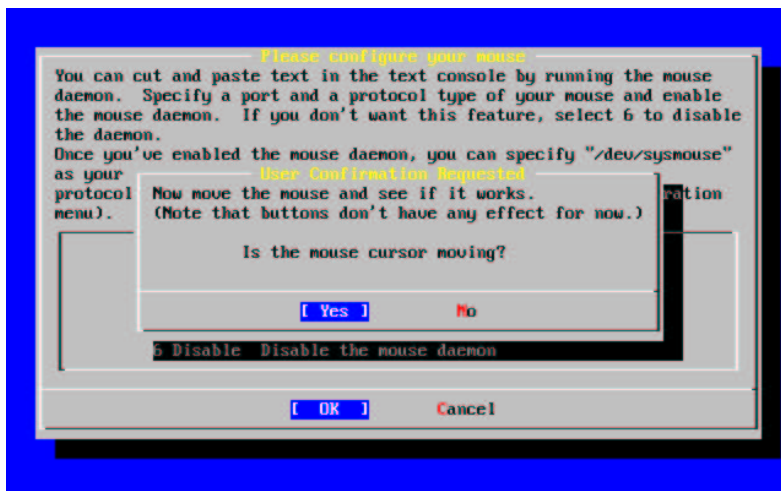 Please configure your mouse
You can cut and paste text in the text console by running the mouse
daemon.  Specify a port and a protocol type of your mouse and enable
the mouse daemon.  If you don't want this feature, select 6 to disable
the daemon.
Once you've enabled the mouse daemon, you can specify "/dev/sysmouse"
as your
User Confirmation Requested
protocol
Now move the mouse and see if it works.
ration
menu).
(Note that buttons don't have any effect for now.)
Is the mouse cursor moving?
[ Yes ]     No
6 Disable  Disable the mouse daemon
[  OK  ]     Cancel